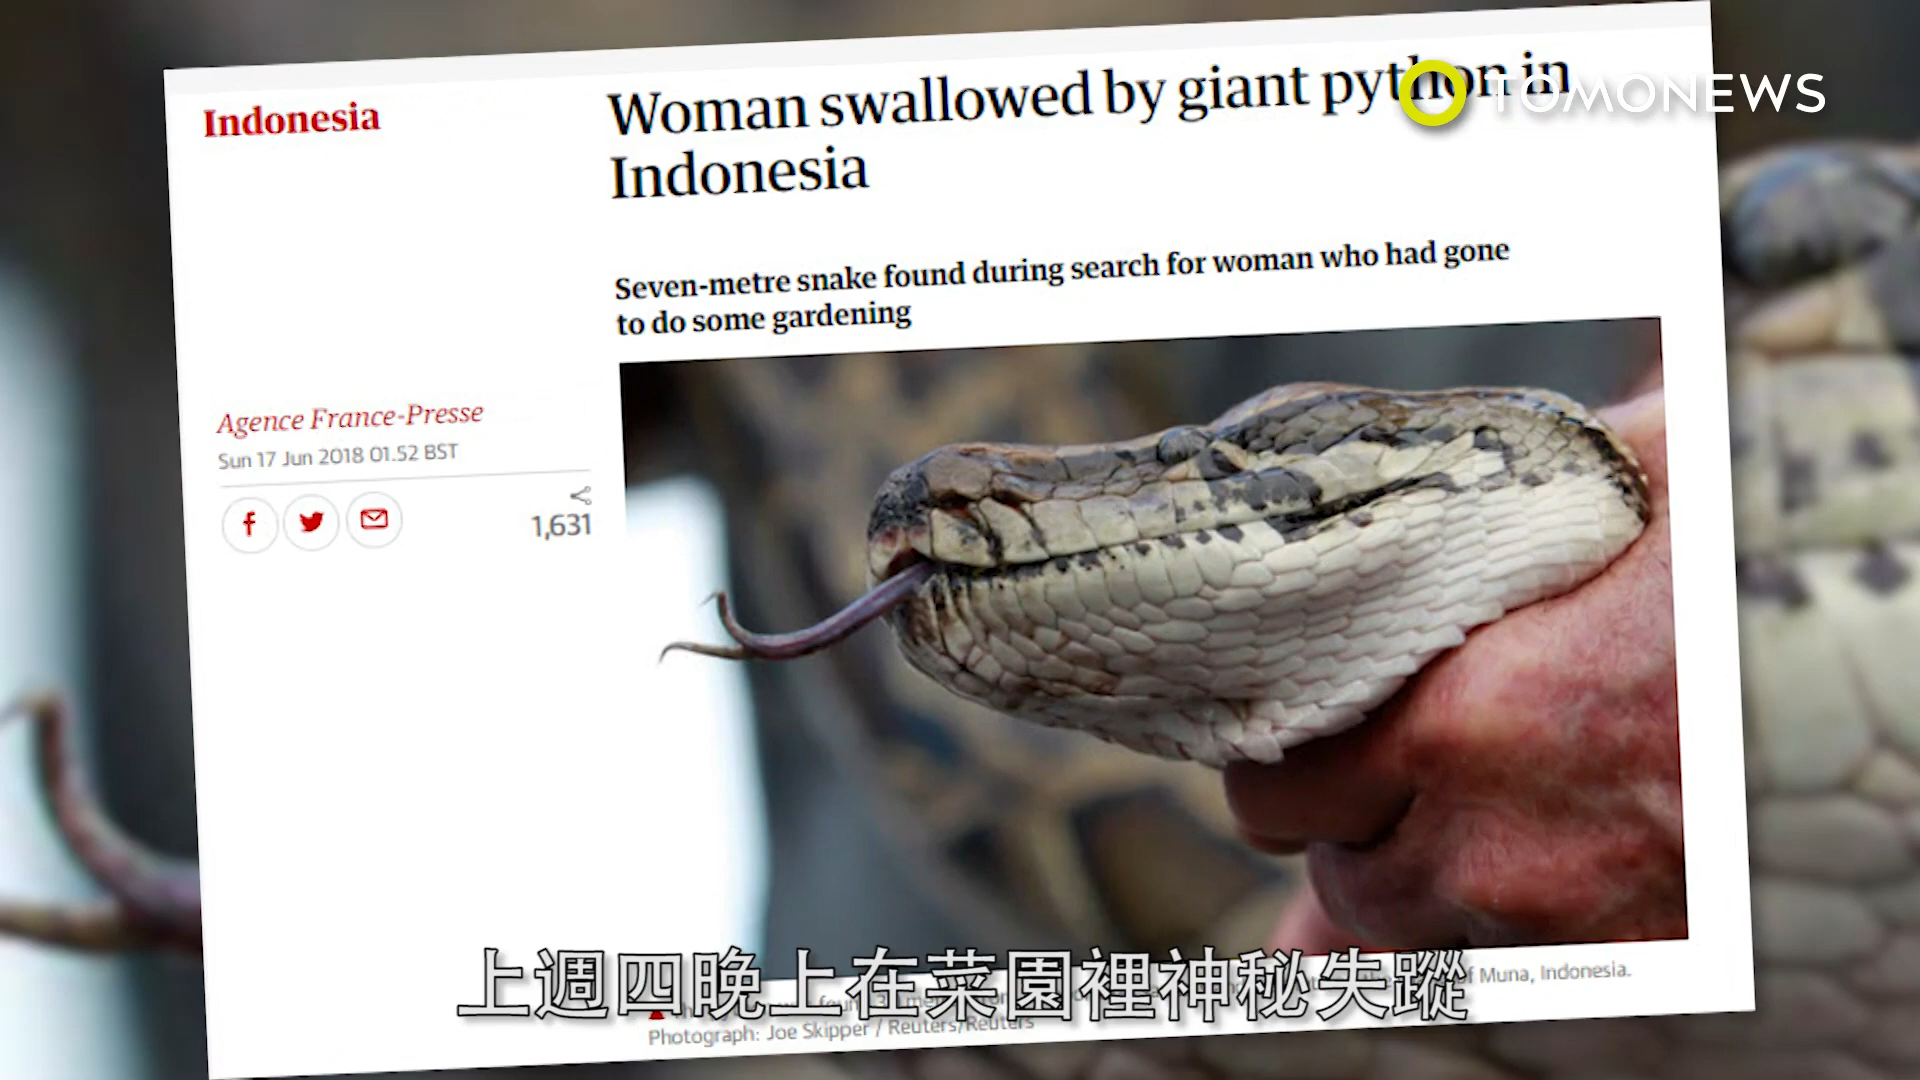 Indonesia
Woman swallowed by giant python in
Indonesia
TOMONEWS
Seven-metre snake found during search for woman who had gone
to do some gardening
Agence France-Presse
Sun 17 Jun 2018 01.52 BST
1,631
上週四晚上在菜園裡神秘失蹤
of Muna, Indonesia.
Photograph: Joe Skipper / Reuters/Reuters